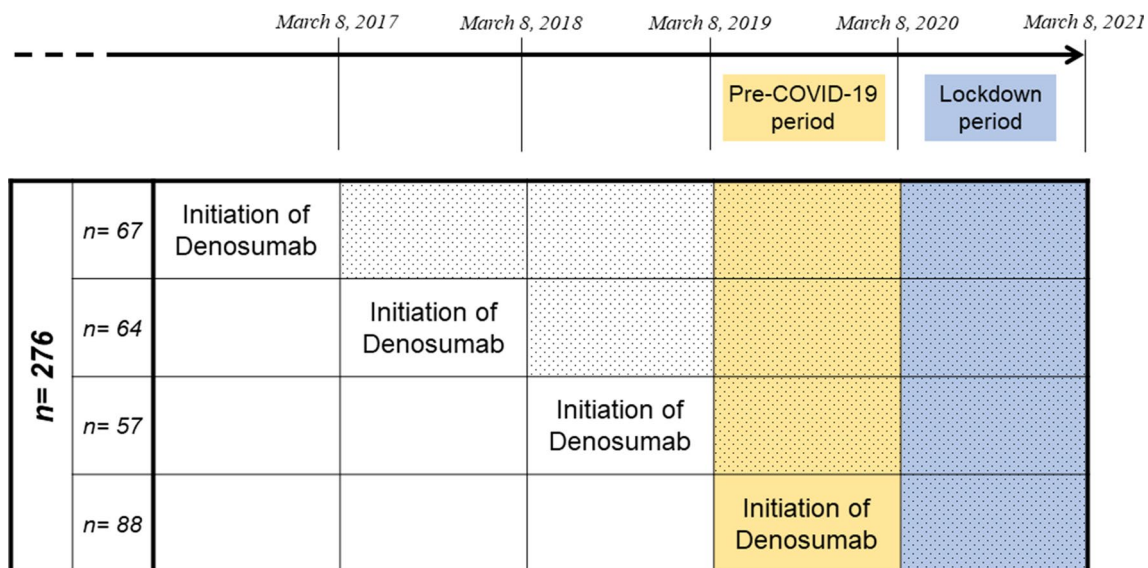 March 8, 2017 March 8, 2018 March 8, 2019 March 8, 2020 March 8, 2021
Pre-COVID-19
period
Lockdown
period
n= 276
n= 67
Initiation of
Denosumab
n= 64
Initiation of
Denosumab
n= 57
Initiation of
Denosumab
n= 88
Initiation of
Denosumab